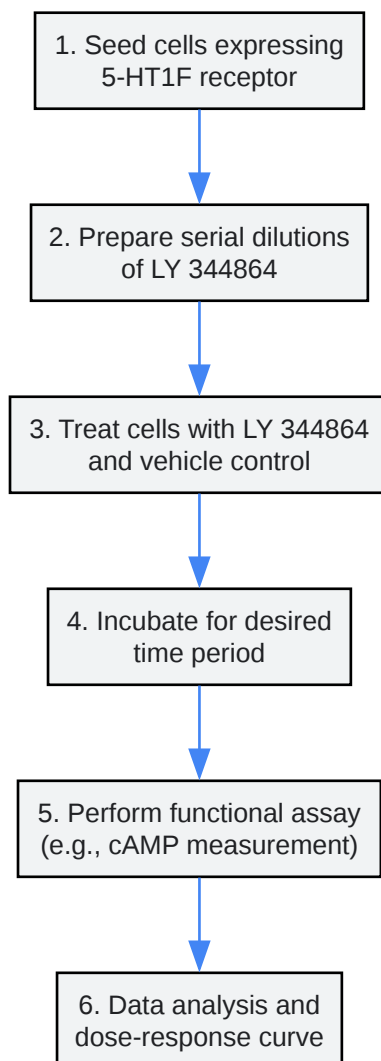 1. Seed cells expressing
5-HT1F receptor
2. Prepare serial dilutions
of LY 344864
3. Treat cells with LY 344864
and vehicle control
4. Incubate for desired
time period
5. Perform functional assay
(e.g., cAMP measurement)
6. Data analysis and
dose-response curve